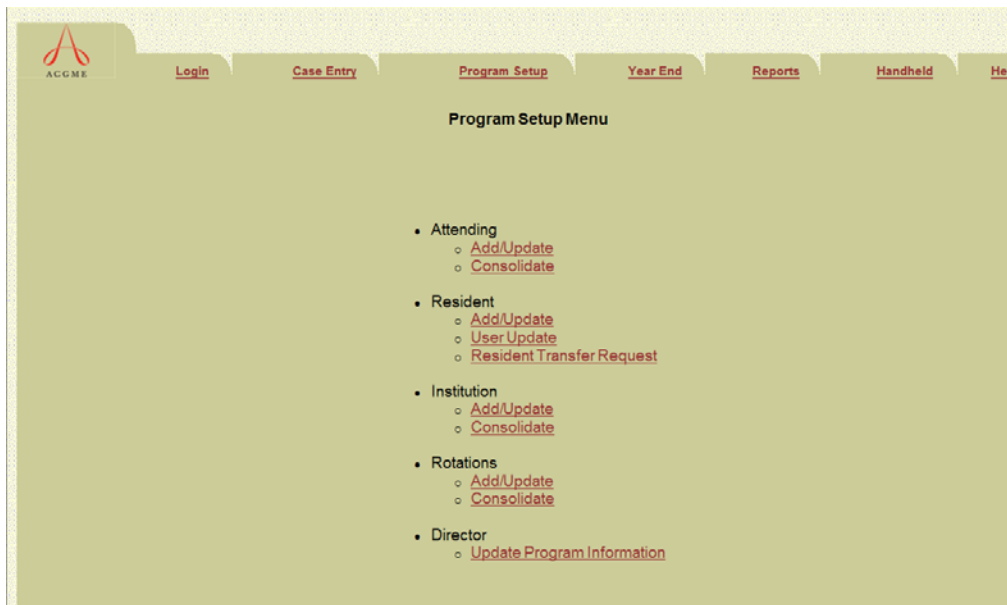 ACGME
Login Case Entry Program Setup Year End Reports Handheld He
Program Setup Menu
Attending
Add/Update
Consolidate
Resident
Add/Update
User Update
Resident Transfer Request
Institution
Add/Update
Consolidate
Rotations
Add/Update
Consolidate
Director
Update Program Information